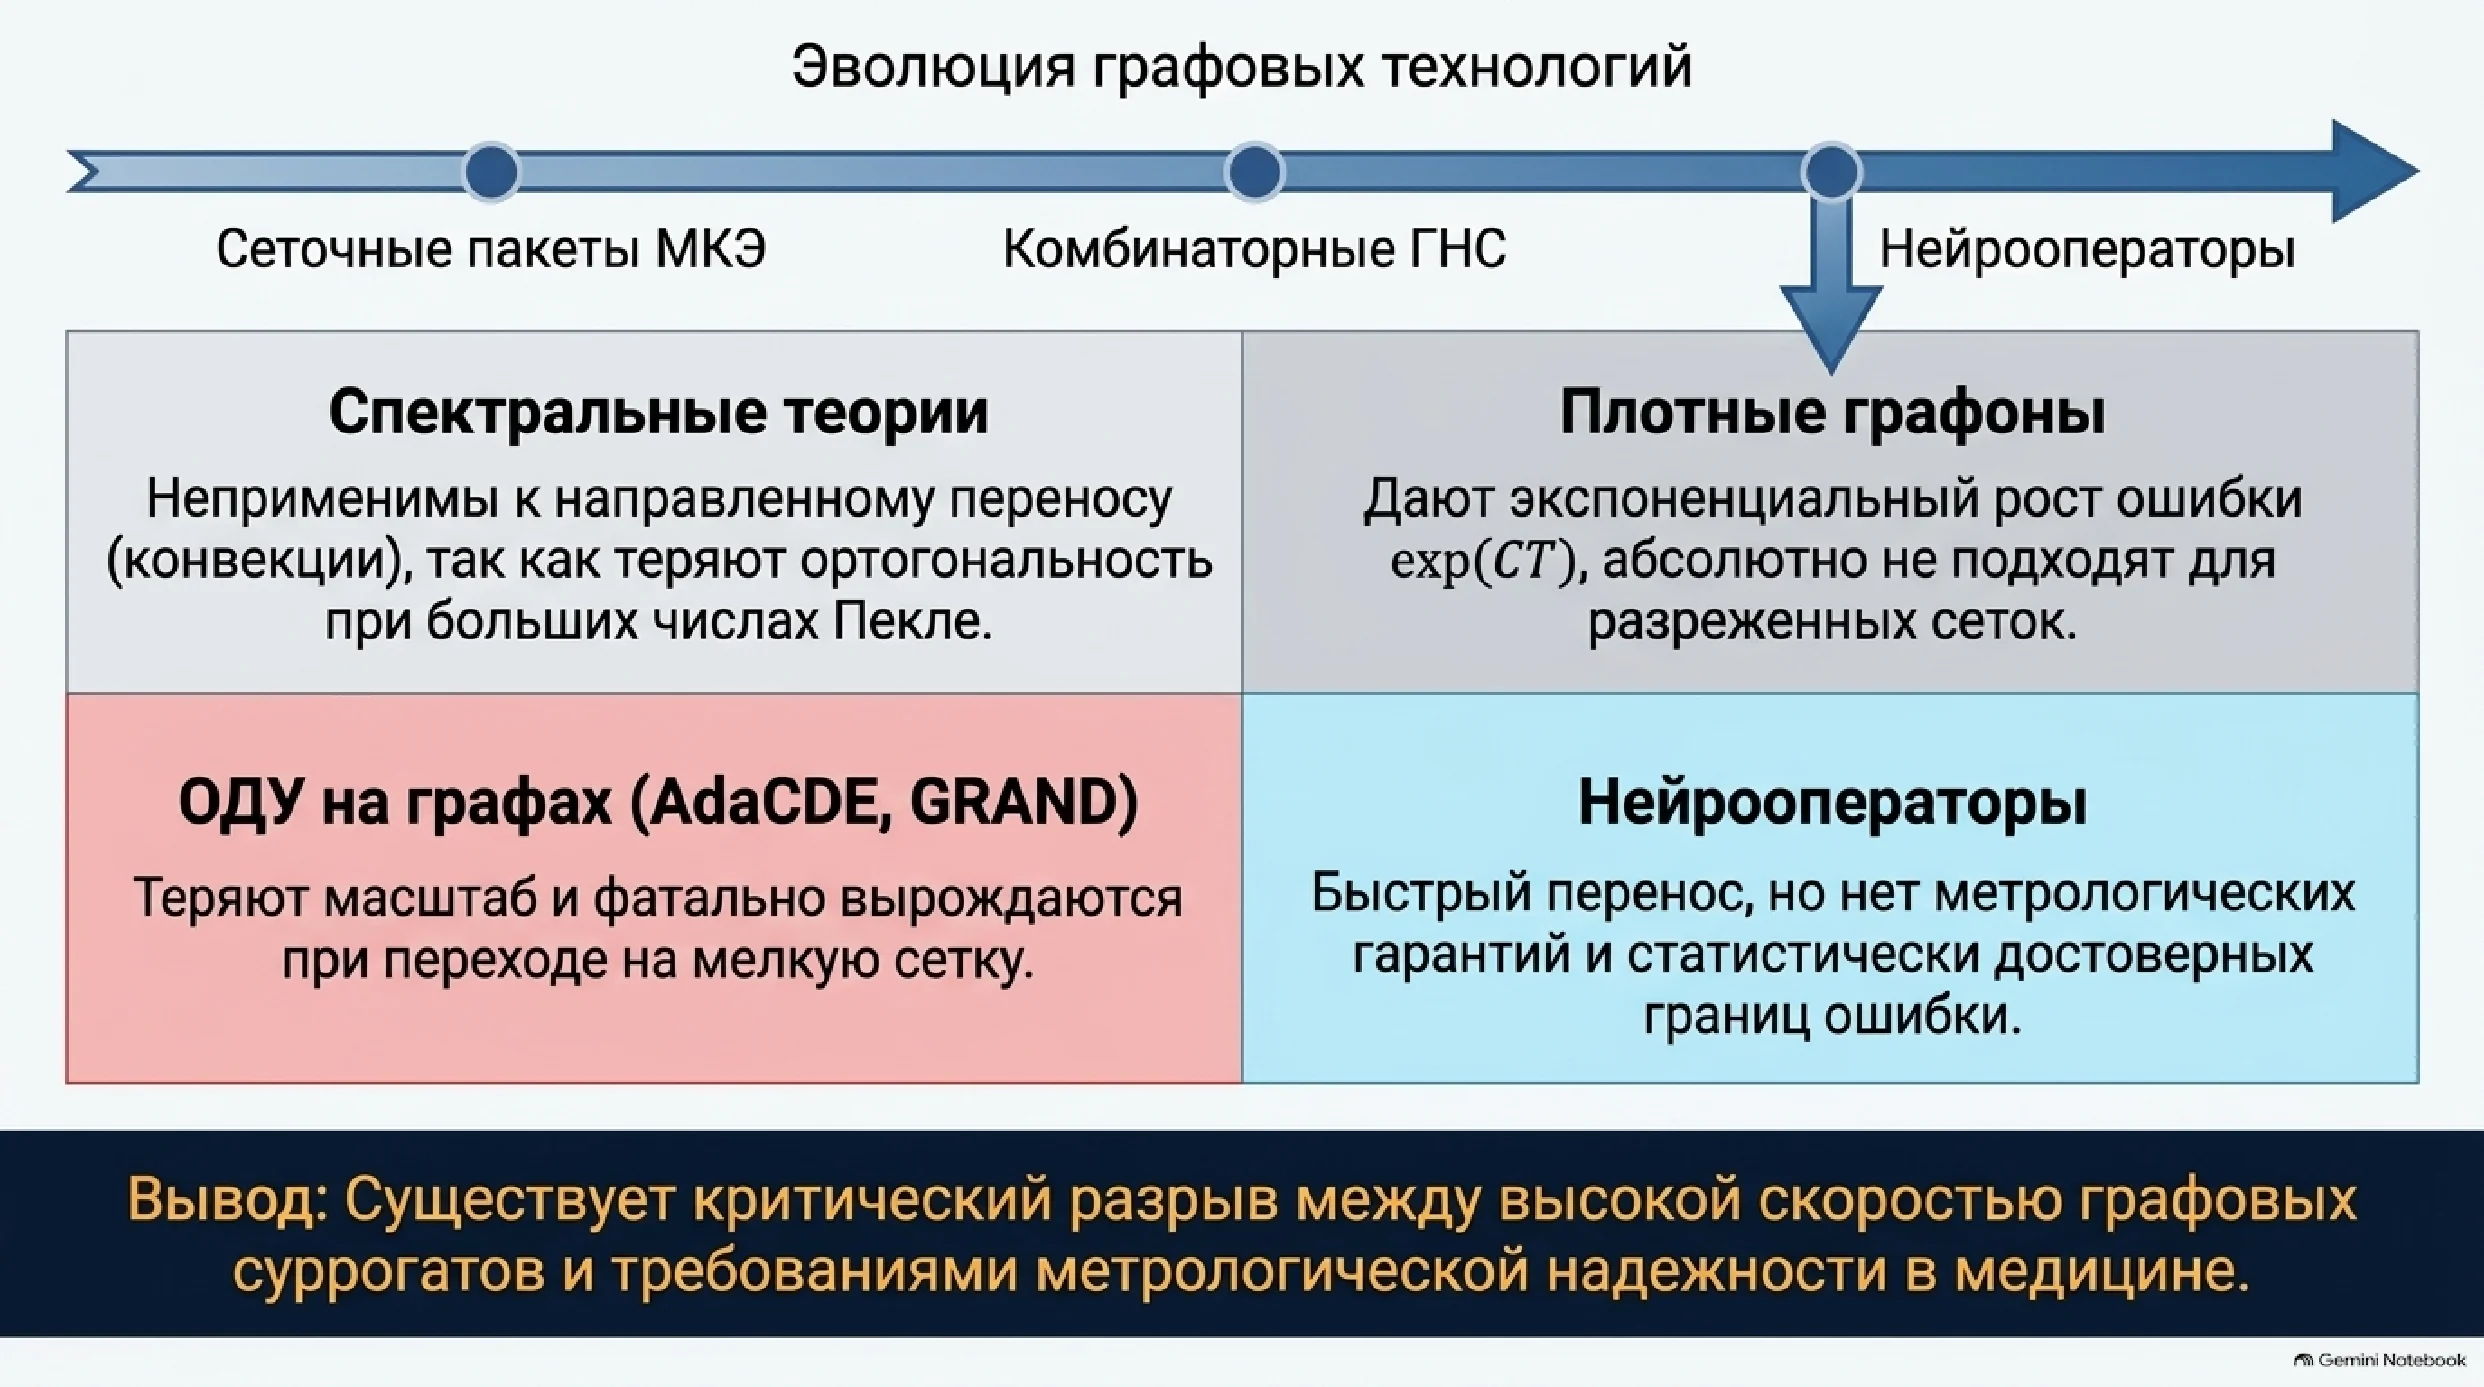 Эволюция графовых технологий
Сеточные пакеты МКЭ
Комбинаторные ГНС
Нейрооператоры
Спектральные теории
Неприменимы к направленному переносу
(конвекции), так как теряют ортогональность
при больших числах Пекле.
Плотные графоны
Дают экспоненциальный рост ошибки
exp(CT), абсолютно не подходят для
разреженных сеток.
ОДУ на графах (AdaCDE, GRAND)
Теряют масштаб и фатально вырождаются
при переходе на мелкую сетку.
Нейрооператоры
Быстрый перенос, но нет метрологических
гарантий и статистически достоверных
границ ошибки.
Вывод: Существует критический разрыв между высокой скоростью графовых
суррогатов и требованиями метрологической надежности в медицине.
Gemini Notebook